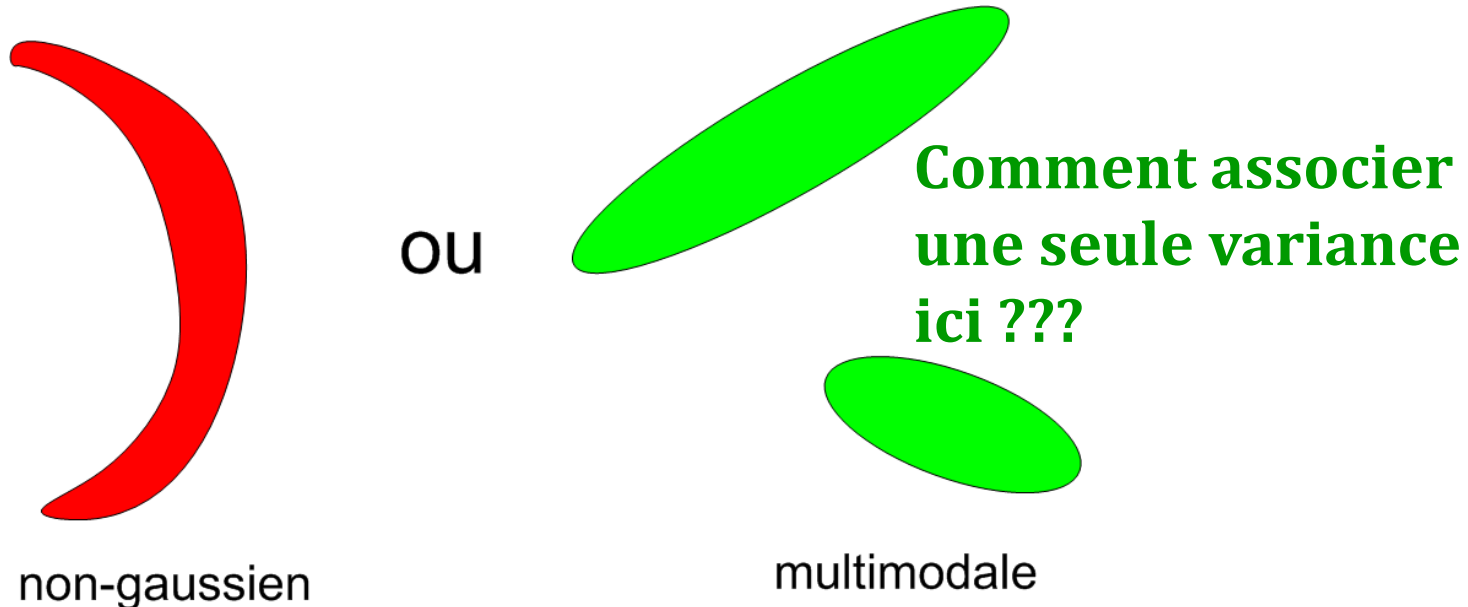 ou
Comment associer
une seule variance
ici ???
non-gaussien
multimodale